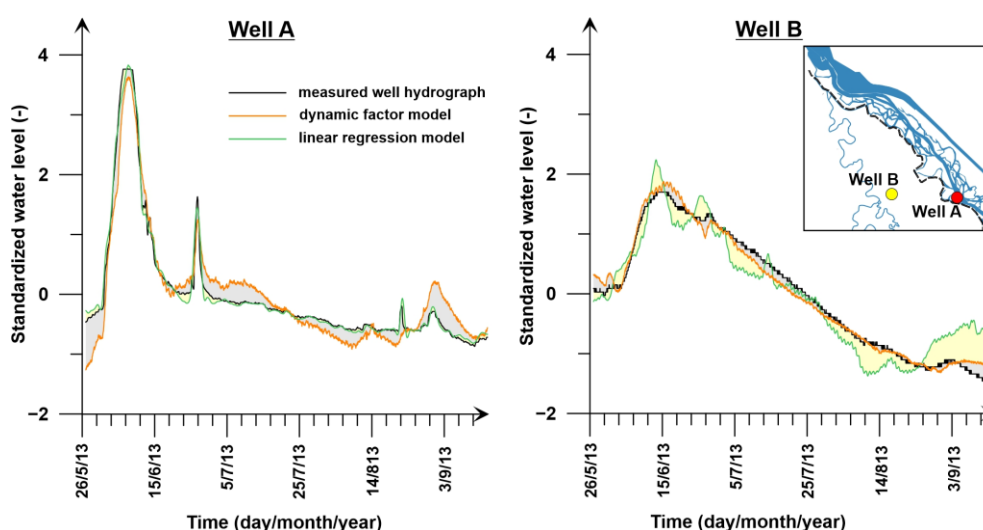 Well A
Standardized water level (-)
4
2
0
−2
measured well hydrograph
dynamic factor model
linear regression model
26/5/13
15/6/13
5/7/13
25/7/13
14/813
3/9/13
Time (day/month/year)
Well B
Standardized water level (-)
4
2
0
−2
Well B
Well A
26/5/13
15/6/13
5/7/13
25/7/13
14/813
3/9/13
Time (day/month/year)